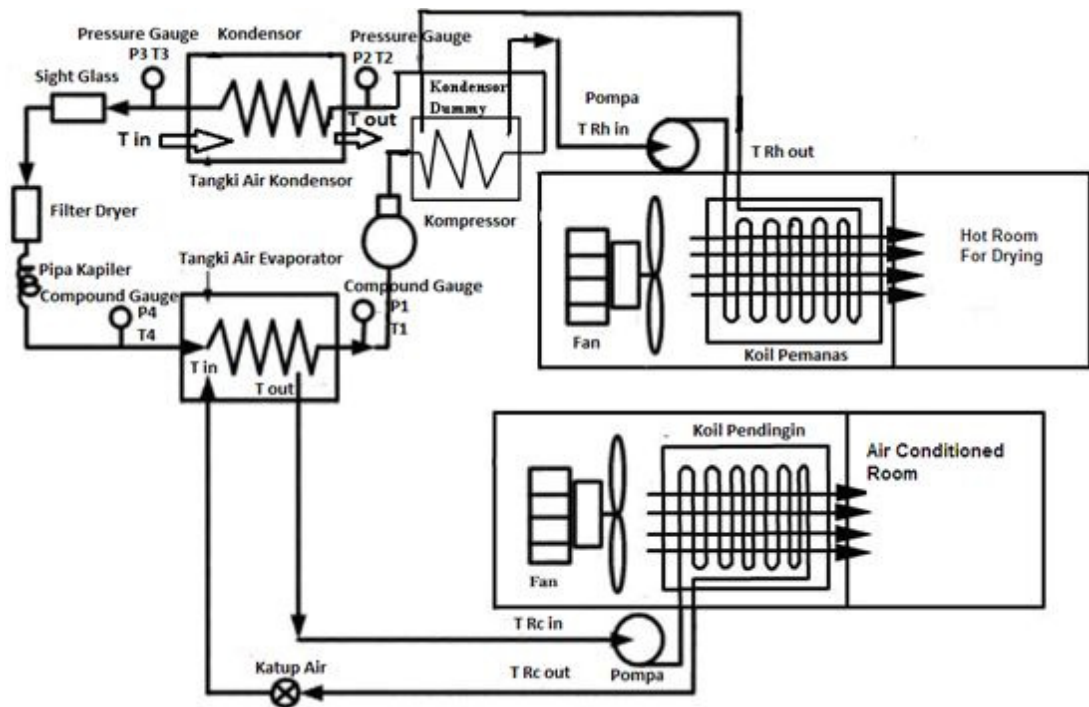 Pressure Gauge
P3 T3
Kondensor
Pressure Gauge
P2 T2
Sight Glass
Kondensor
Dummy
T in
T out
Tangki Air Kondensor
Kompressor
Pompa
T Rh in
T Rh out
Filter Dryer
Pipa Kapiler
Compound Gauge
P4
T4
Tangki Air Evaporator
Compound Gauge
P1
T1
T in
T out
Fan
Koil Pemanas
Hot Room
For Drying
Koil Pendingin
Air Conditioned
Room
Fan
T Rc in
T Rc out
Pompa
Katup Air